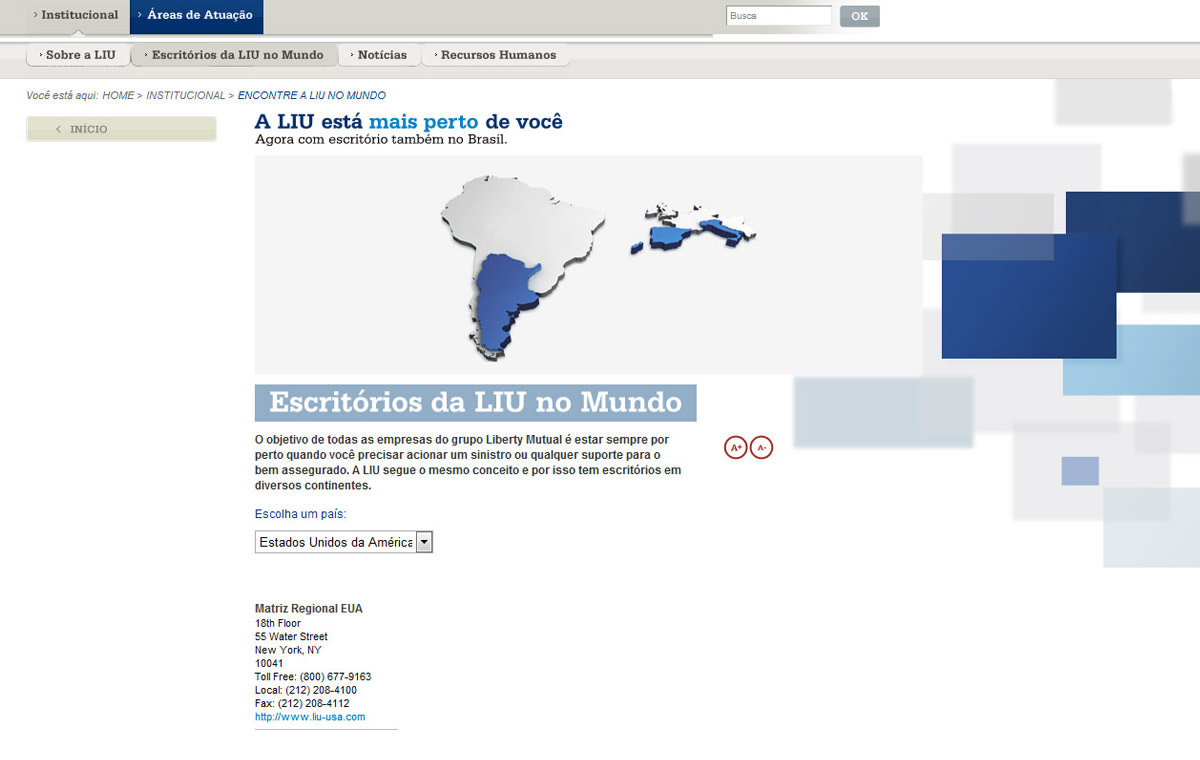 › Institucional
› Áreas de Atuação
Busca
OK
› Sobre a LIU
› Escritórios da LIU no Mundo
› Notícias
› Recursos Humanos
Você está aqui: HOME > INSTITUCIONAL > ENCONTRE A LIU NO MUNDO
< INÍCIO
A LIU está mais perto de você
Agora com escritório também no Brasil.
Escritórios da LIU no Mundo
O objetivo de todas as empresas do grupo Liberty Mutual é estar sempre por
perto quando você precisar acionar um sinistro ou qualquer suporte para o
bem assegurado. A LIU segue o mesmo conceito e por isso tem escritórios em
diversos continentes.
A+ A-
Escolha um país:
Estados Unidos da América
Matriz Regional EUA
18th Floor
55 Water Street
New York, NY
10041
Toll Free: (800) 677-9163
Local: (212) 208-4100
Fax: (212) 208-4112
http://www.liu-usa.com